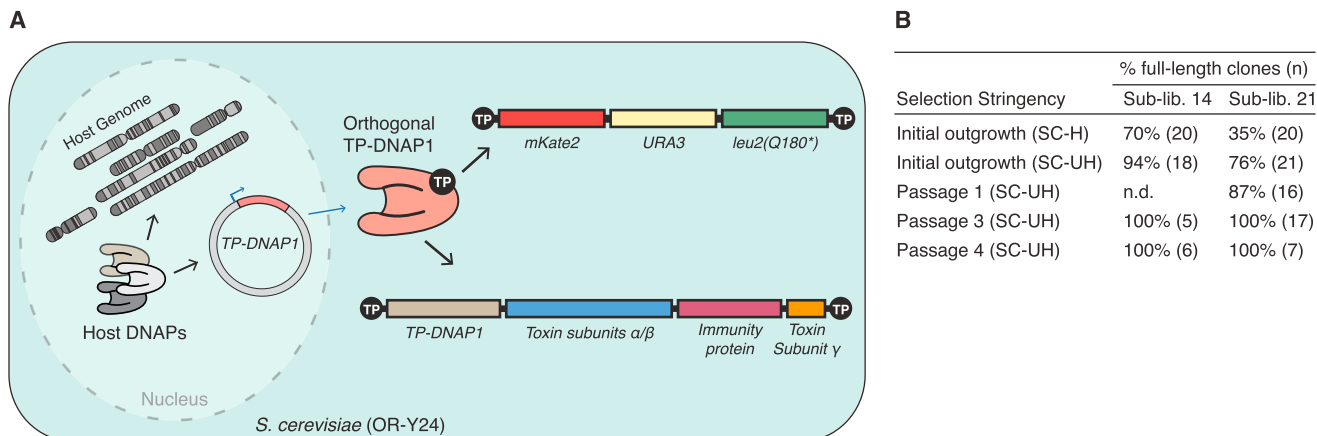 A
Host Genome
TP-DNAP1
Host DNAPs
Nucleus
Orthogonal
TP-DNAP1
TP
TP
TP
mKate2
URA3
leu2(Q180*)
TP
TP
TP-DNAP1
Toxin subunits α/β
Immunity
protein
Toxin
Subunit γ
S. cerevisiae (OR-Y24)
B
% full-length clones (n)
Selection Stringency Sub-lib. 14 Sub-lib. 21
Initial outgrowth (SC-H) 70% (20) 35% (20)
Initial outgrowth (SC-UH) 94% (18) 76% (21)
Passage 1 (SC-UH) n.d. 87% (16)
Passage 3 (SC-UH) 100% (5) 100% (17)
Passage 4 (SC-UH) 100% (6) 100% (7)